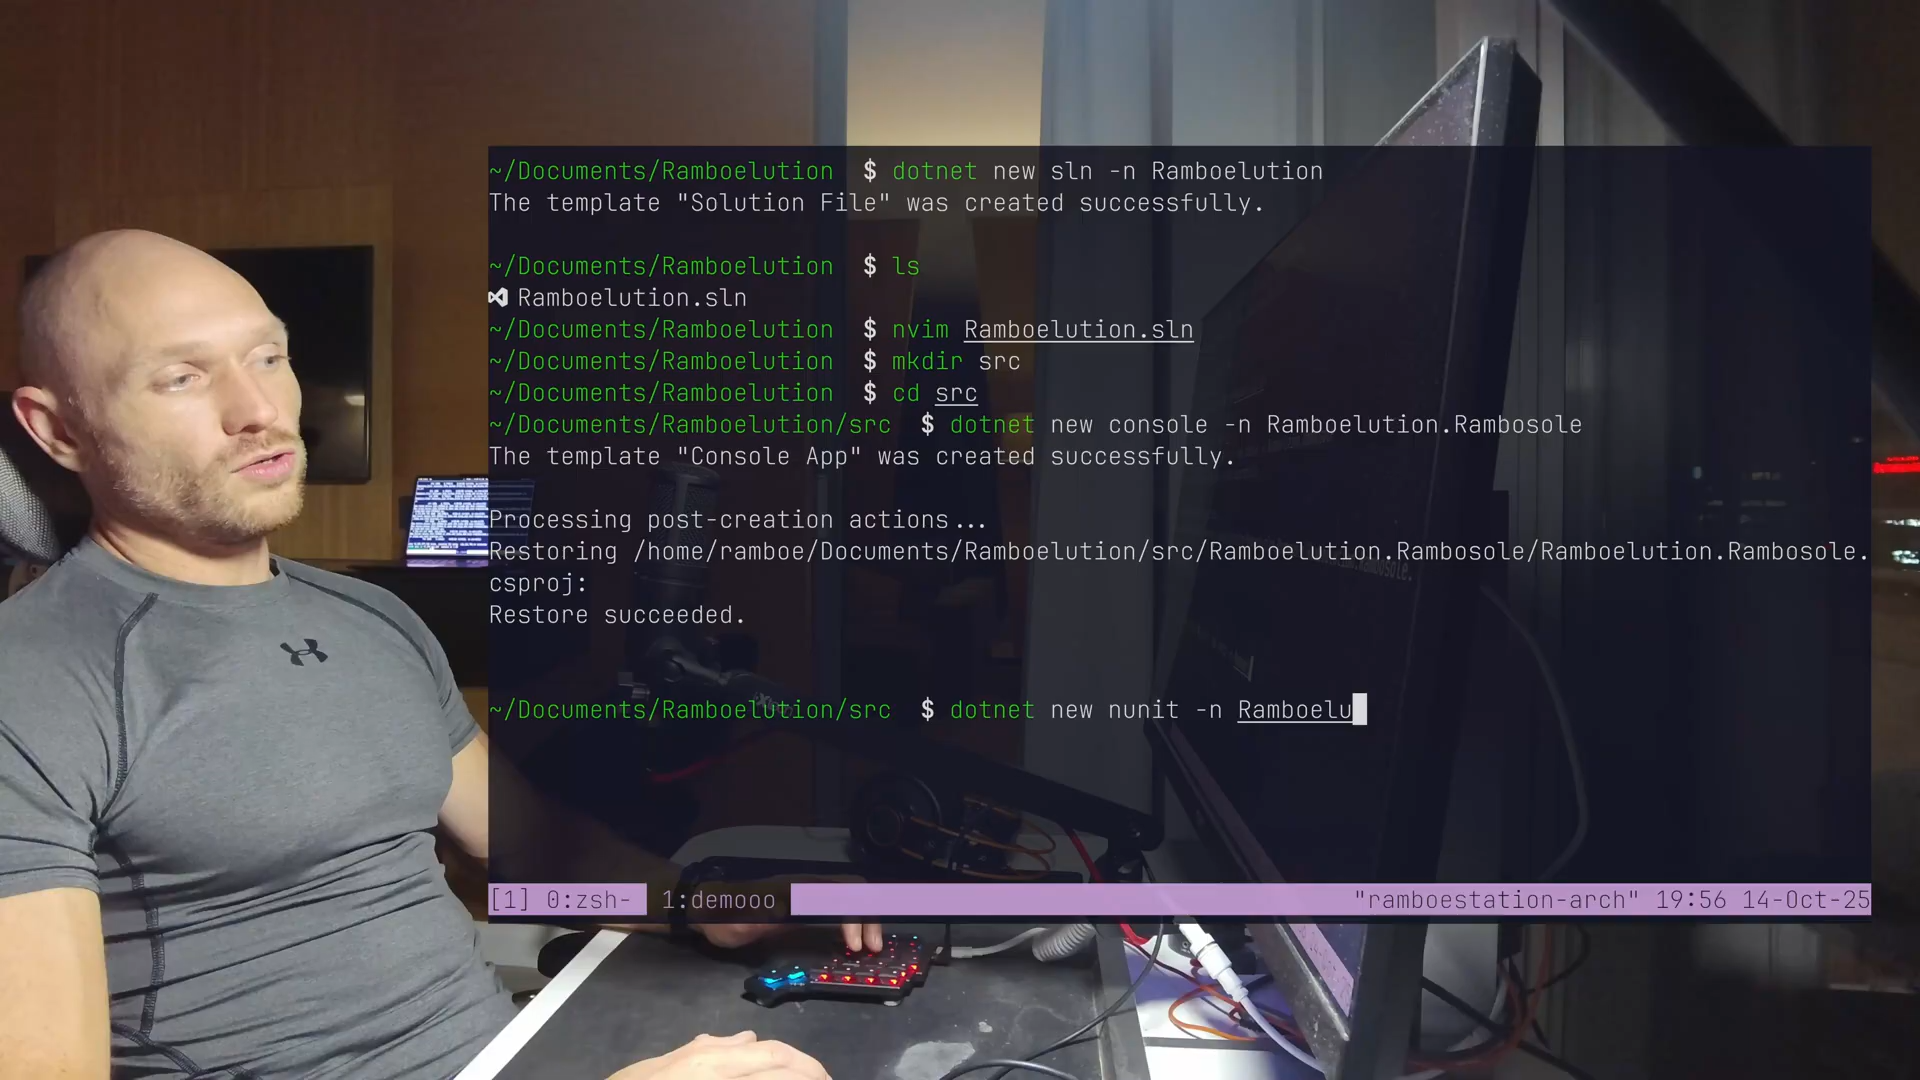 ~/Documents/Ramboelution $ dotnet new sln -n Ramboelution
The template "Solution File" was created successfully.
~/Documents/Ramboelution $ ls
Ramboelution.sln
~/Documents/Ramboelution $ nvim Ramboelution.sln
~/Documents/Ramboelution $ mkdir src
~/Documents/Ramboelution $ cd src
~/Documents/Ramboelution/src $ dotnet new console -n Ramboelution.Rambosole
The template "Console App" was created successfully.
Processing post-creation actions...
Restoring /home/ramboe/Documents/Ramboelution/src/Ramboelution.Rambosole/Ramboelution.Rambosole.
csproj:
Restore succeeded.
~/Documents/Ramboelution/src $ dotnet new nunit -n Ramboelu
[1] 0:zsh- 1:demooo "ramboestation-arch" 19:56 14-Oct-25